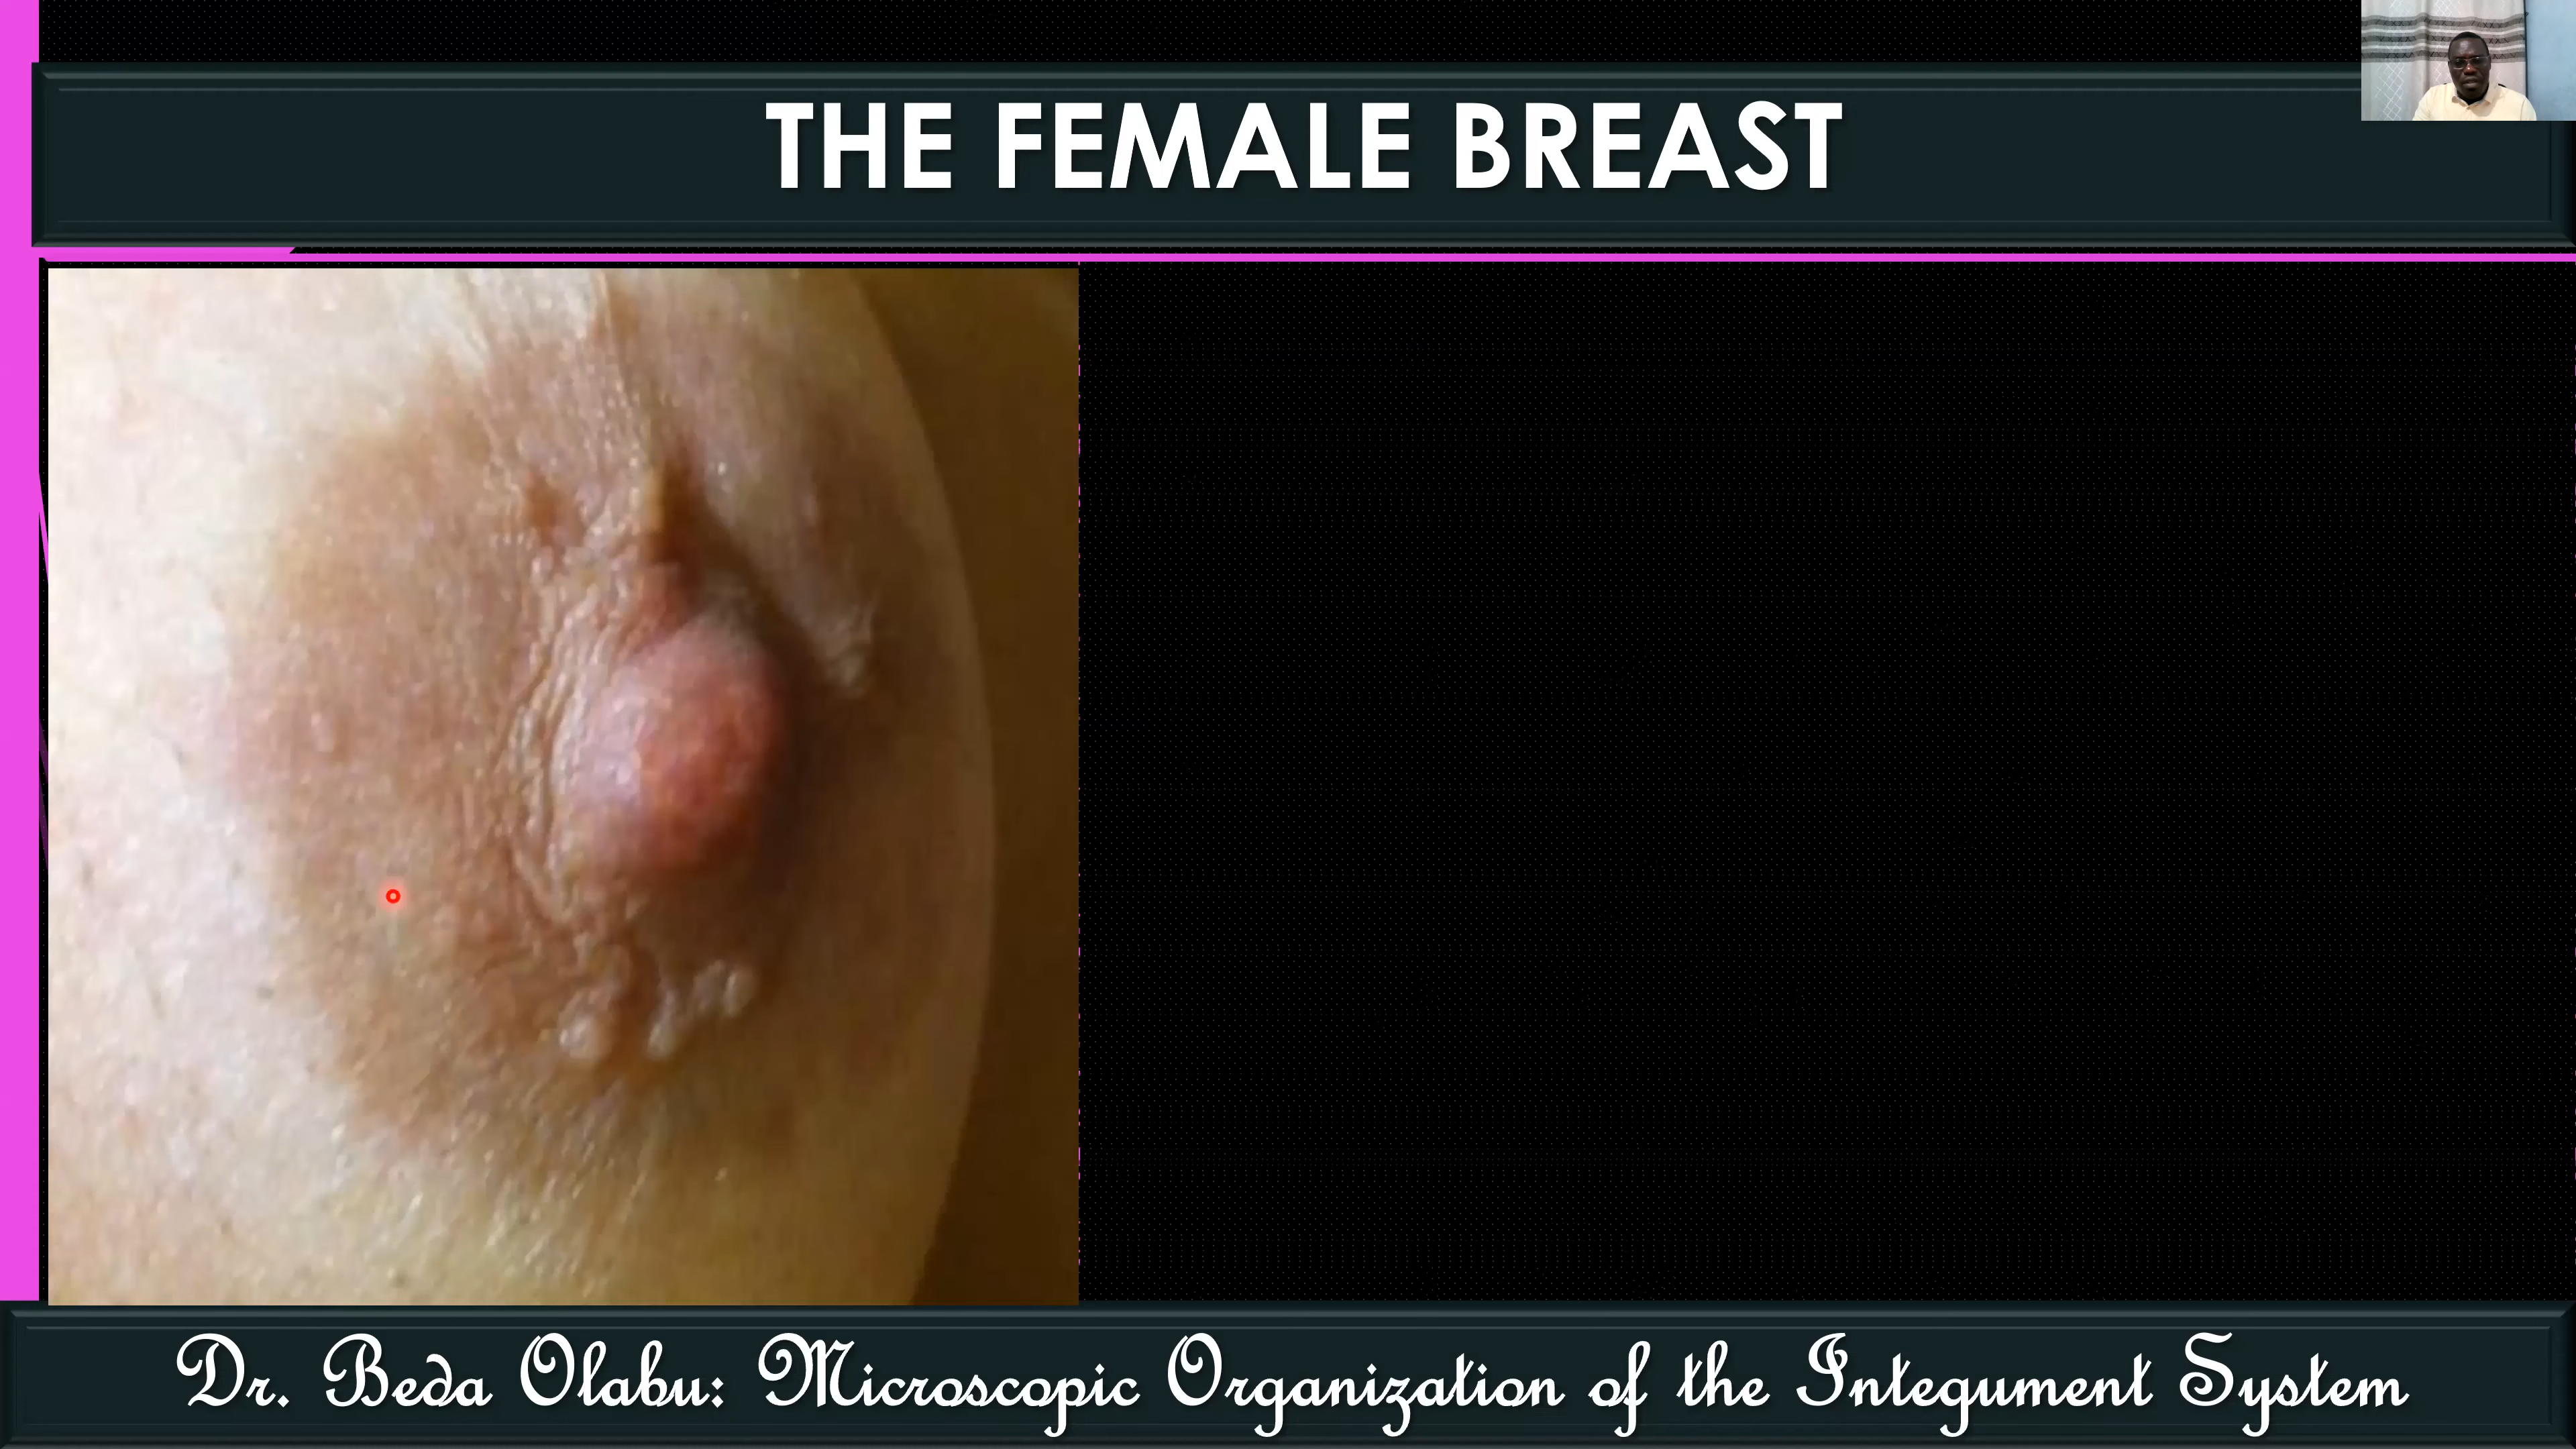 THE FEMALE BREAST
Dr. Beda Olabu: Microscopic Organization of the Integument System